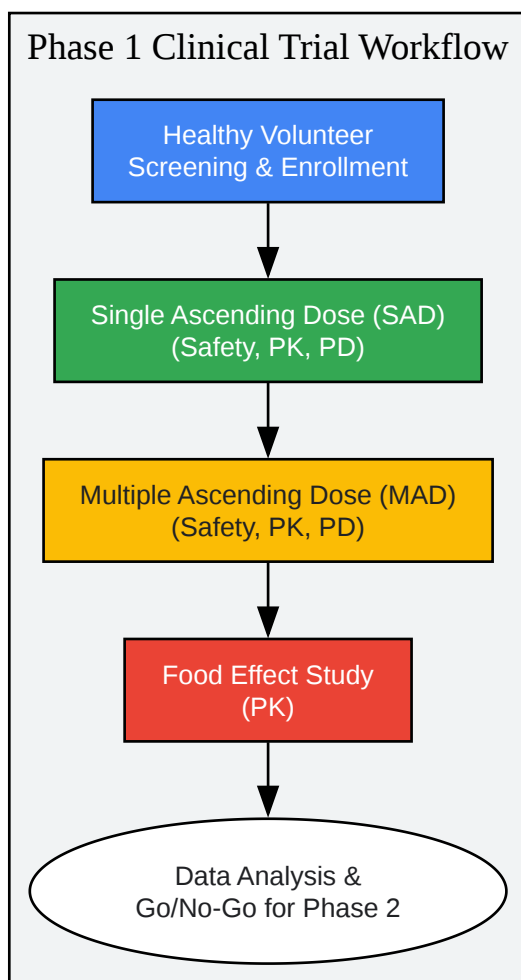 Phase 1 Clinical Trial Workflow
Healthy Volunteer
Screening & Enrollment
Single Ascending Dose (SAD)
(Safety, PK, PD)
Multiple Ascending Dose (MAD)
(Safety, PK, PD)
Food Effect Study
(PK)
Data Analysis &
Go/No-Go for Phase 2